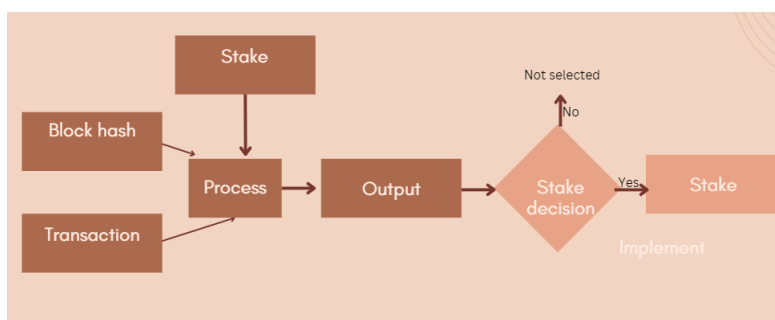 Stake
Not selected
No
Block hash
Process
Output
Stake
decision
Yes
Stake
Transaction
Implement